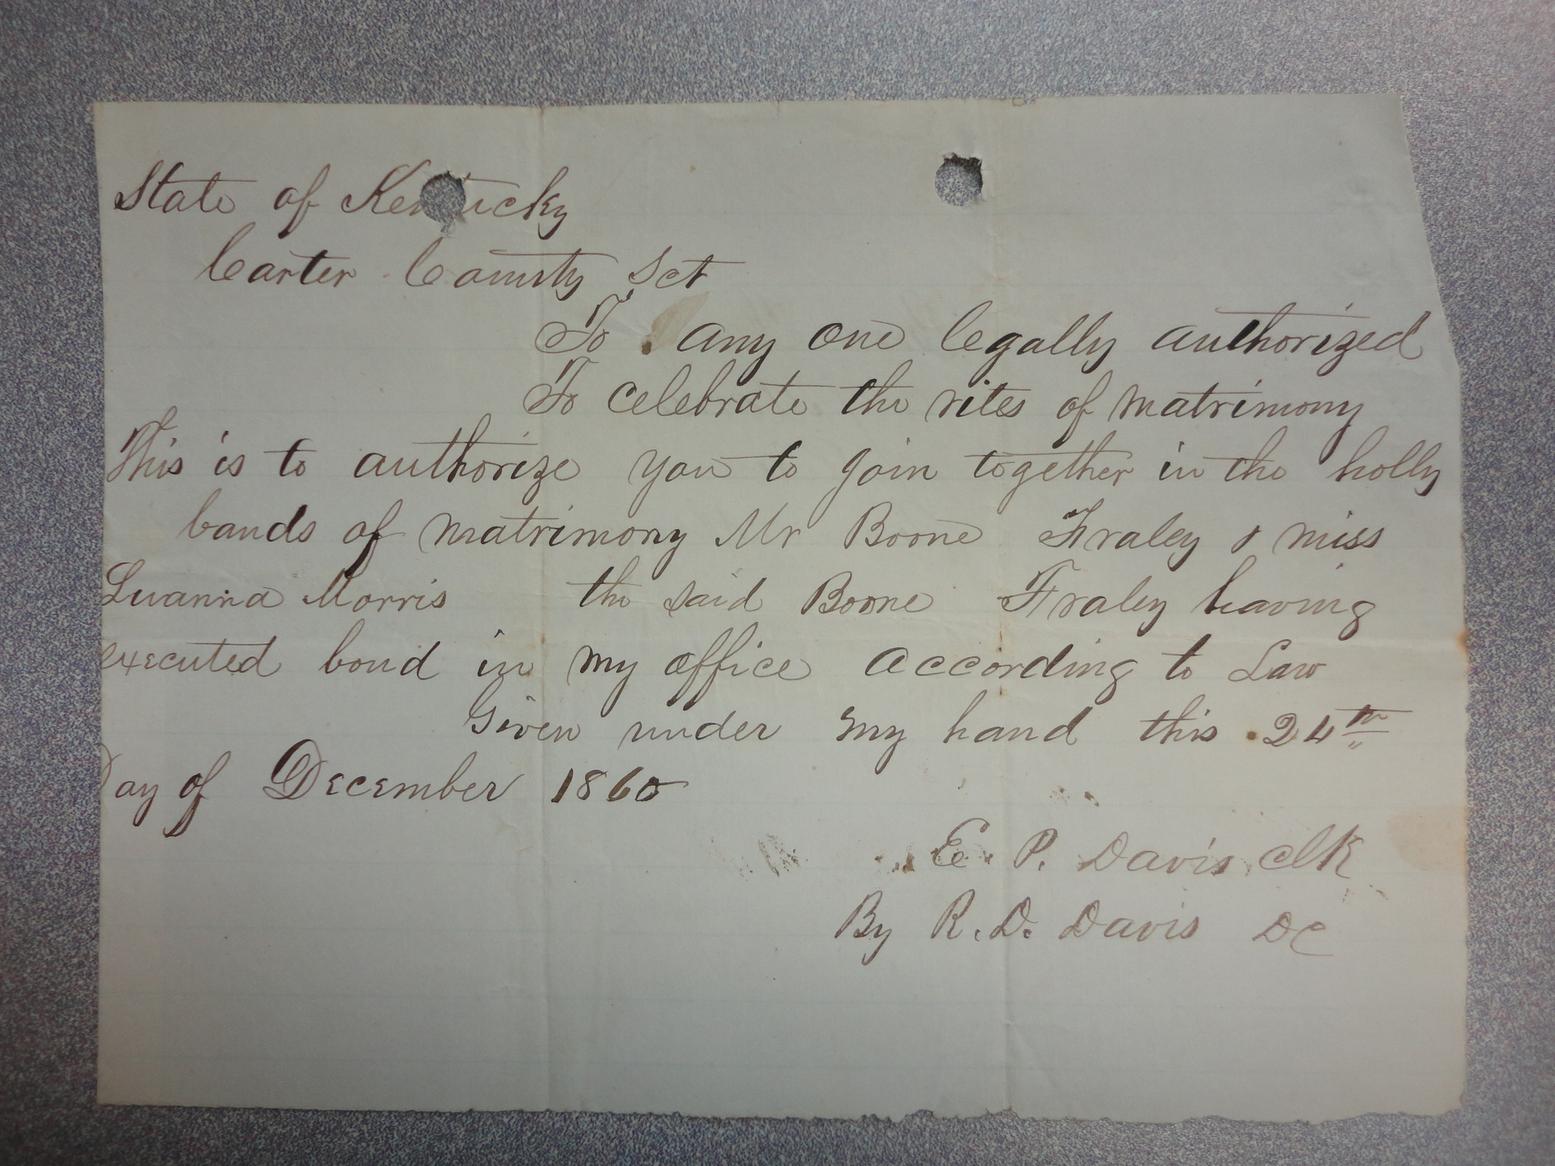 State of Kentucky
Carter County Sct
To any one legally authorized
To celebrate the rites of matrimony
This is to authorize you to join together in the holly
bands of matrimony Mr Boone Fraley & miss
Luanna Morris the said Boone Fraley having
executed bond in my office according to Law
Given under my hand this 24th
Day of December 1860
E. P. Davis clk
By R. D. Davis DC